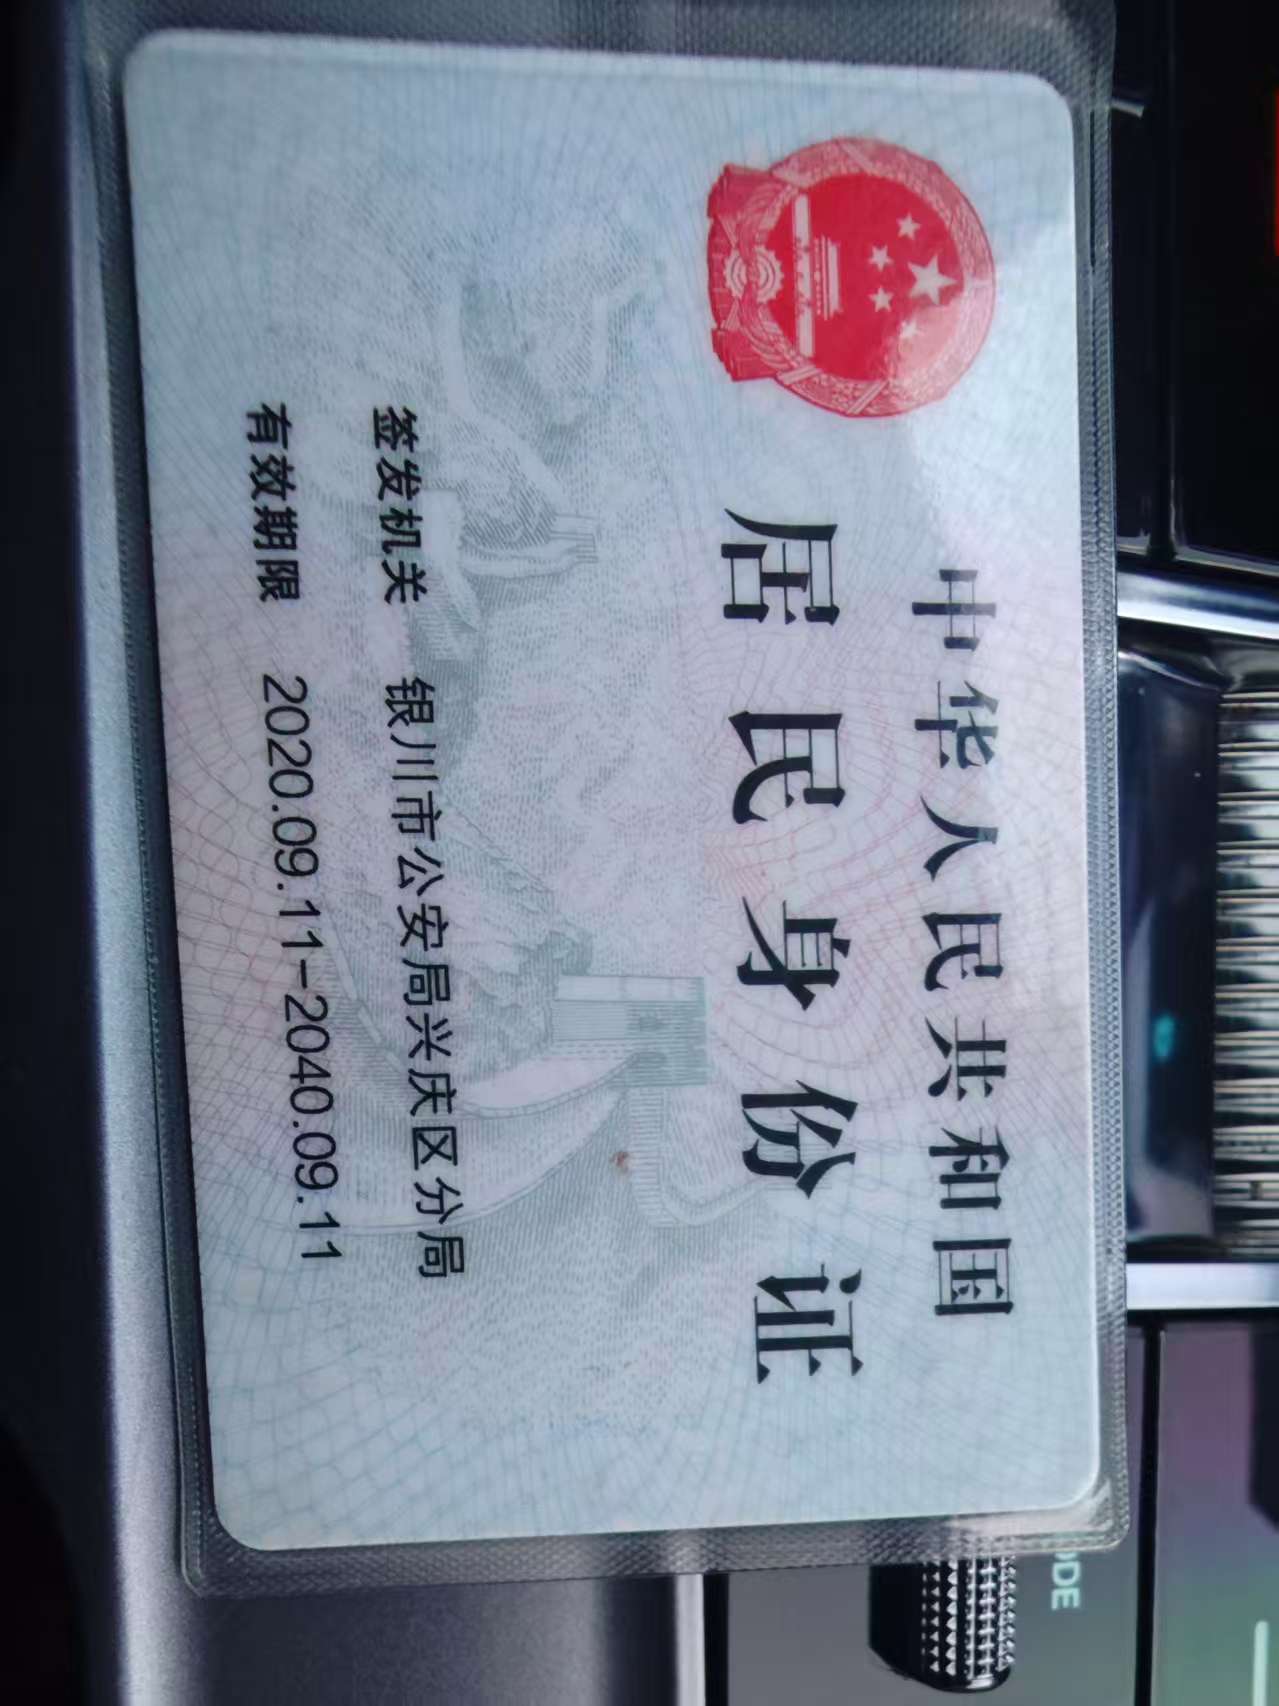 中华人民共和国
居民身份证
签发机关 银川市公安局兴庆区分局
有效期限 2020.09.11-2040.09.11